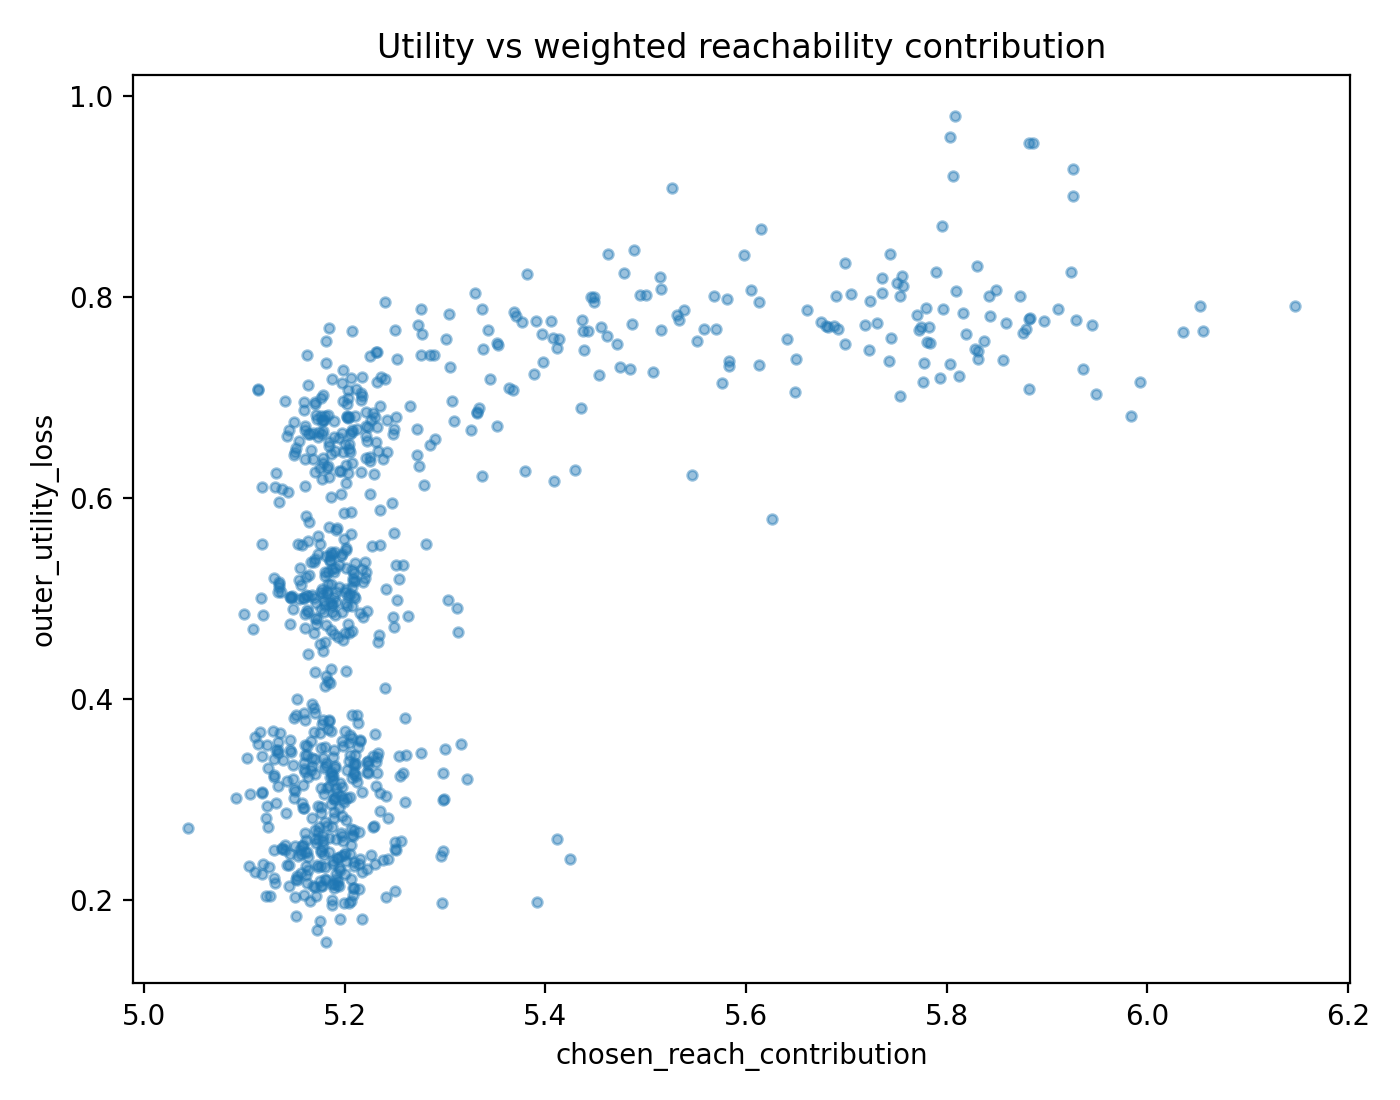 Utility vs weighted reachability contribution
1.0
0.8
0.6
0.4
0.2
outer_utility_loss
5.0 5.2 5.4 5.6 5.8 6.0 6.2
chosen_reach_contribution